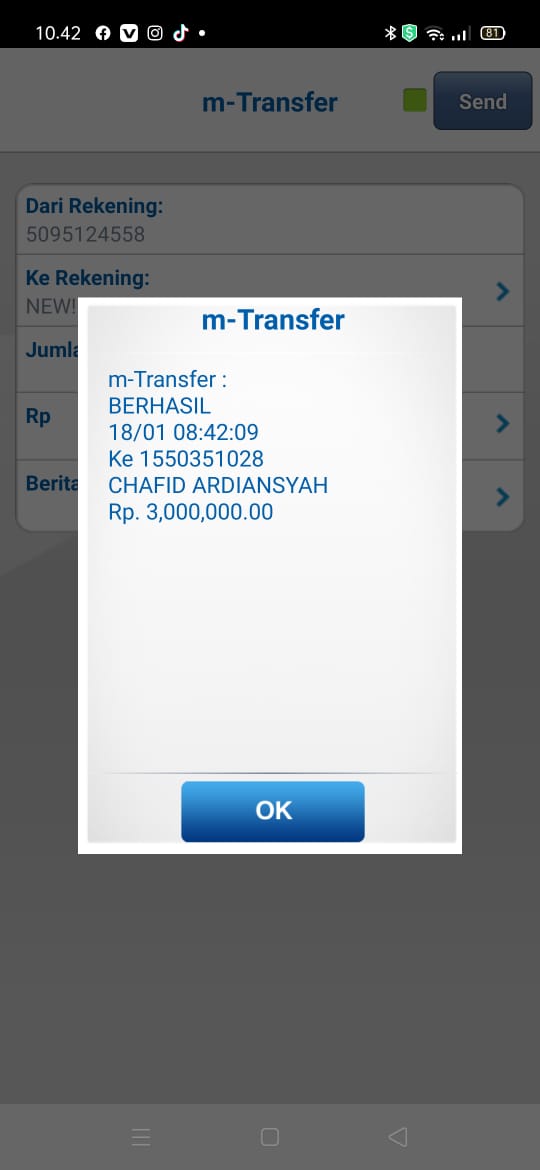 10.42
81
m-Transfer
Send
Dari Rekening:
5095124558
Ke Rekening:
NEW!
Jumla
Rp
Berita
m-Transfer
m-Transfer :
BERHASIL
18/01 08:42:09
Ke 1550351028
CHAFID ARDIANSYAH
Rp. 3,000,000.00
OK